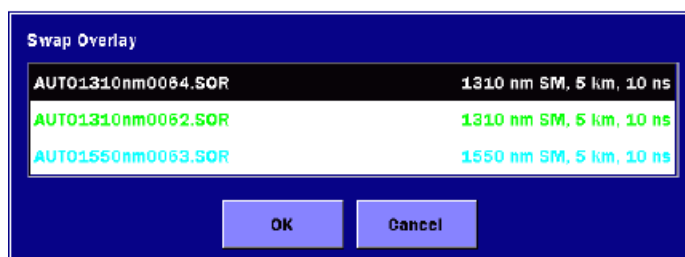 Swap Overlay
AUTO1310nm0064.SOR 1310 nm SM, 5 km, 10 ns
AUTO1310nm0062.SOR 1310 nm SM, 5 km, 10 ns
AUTO1550nm0063.SOR 1550 nm SM, 5 km, 10 ns
OK Cancel